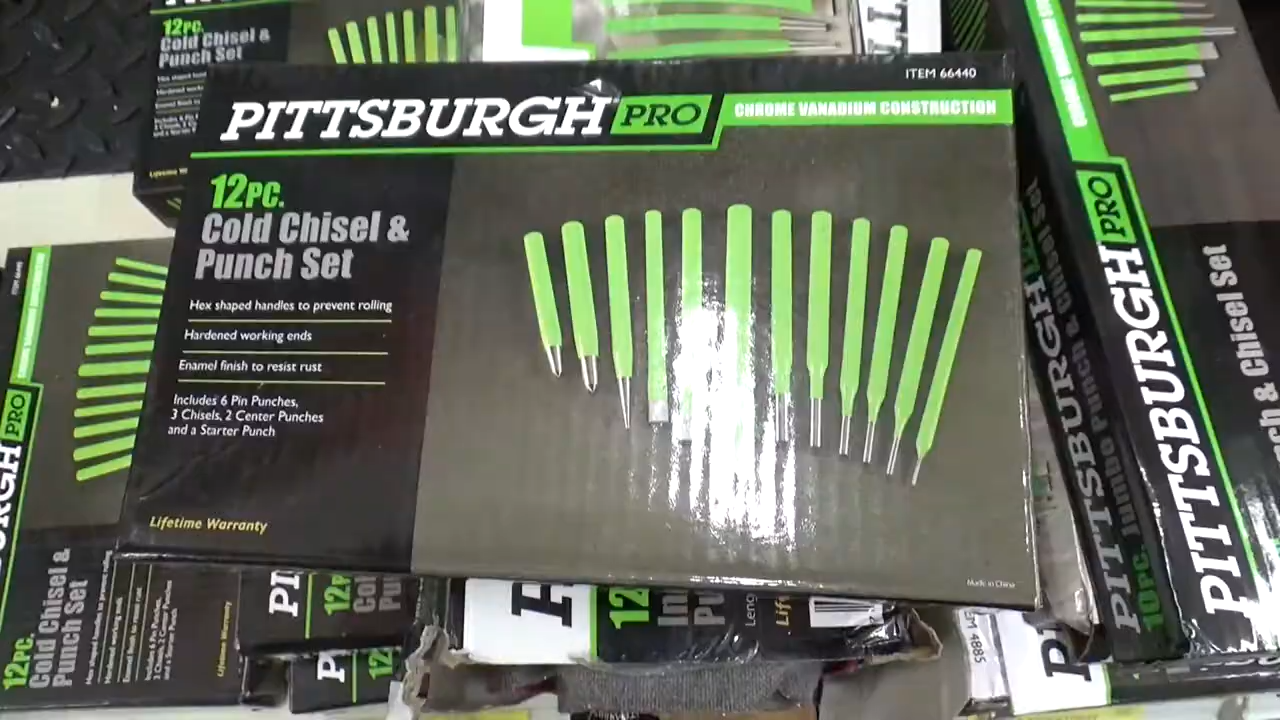 12PC.
Cold Chisel &
Punch Set
ITEM 66440
PITTSBURGH PRO
CHROME VANADIUM CONSTRUCTION
12PC.
Cold Chisel &
Punch Set
Hex shaped handles to prevent rolling
Hardened working ends
Enamel finish to resist rust
Includes 6 Pin Punches,
3 Chisels, 2 Center Punches
and a Starter Punch
Lifetime Warranty
Made in China
PRO
12PC.
Cold Chisel &
Punch Set
Lifetime Warranty
12
PITTSBURGH
10PC. Jumbo Punch & Chisel Set
PITTSBURGH PRO
& Chisel Set
4885